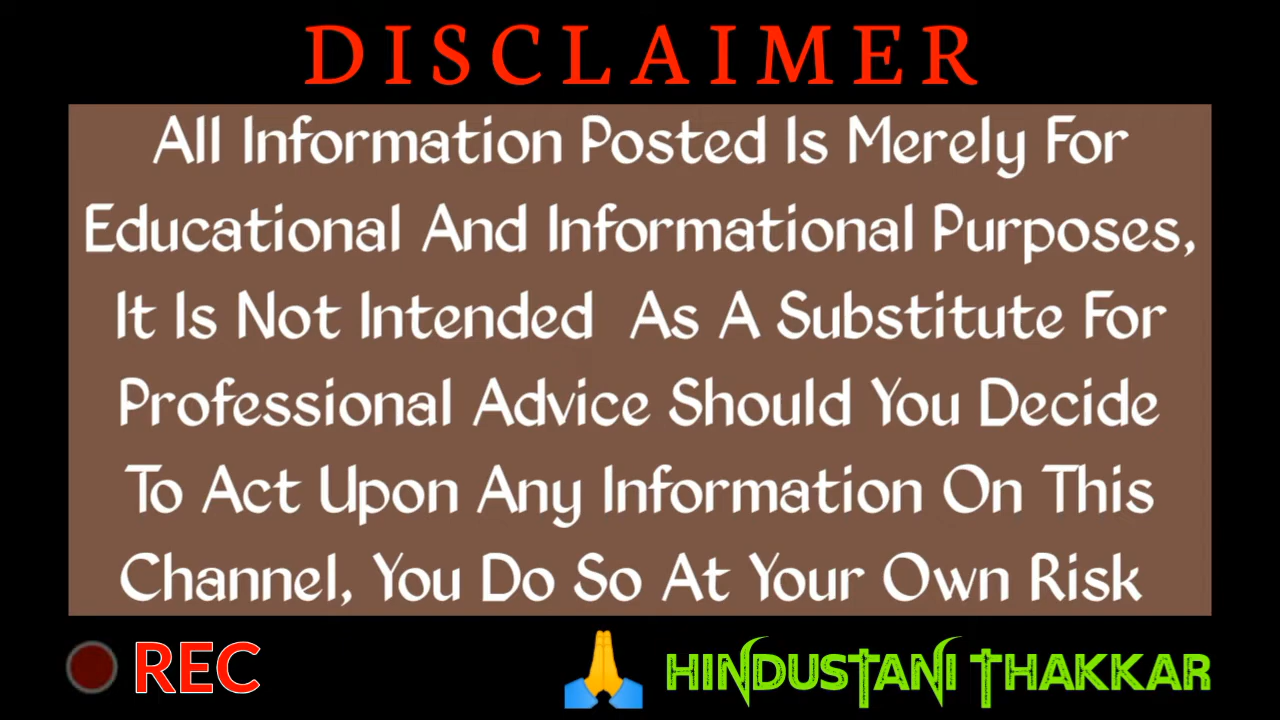 DISCLAIMER
All Information Posted Is Merely For
Educational And Informational Purposes,
It Is Not Intended As A Substitute For
Professional Advice Should You Decide
To Act Upon Any Information On This
Channel, You Do So At Your Own Risk
REC
HINDUSTANI THAKKAR